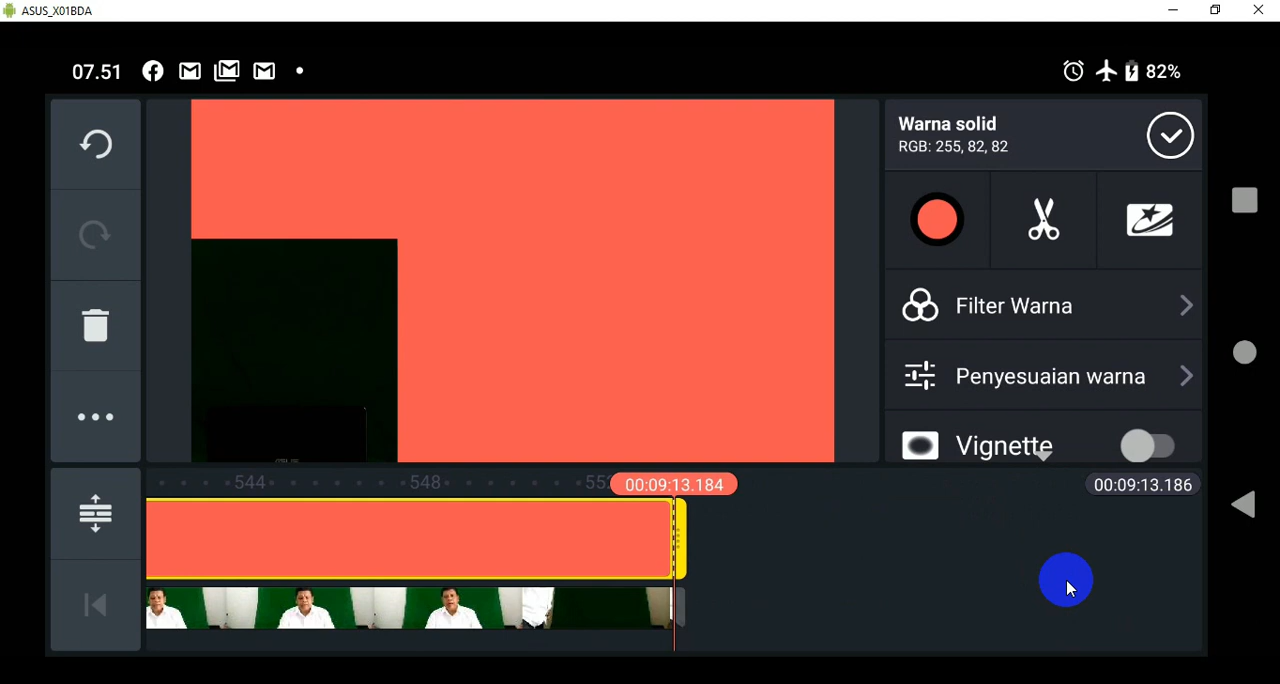 ASUS_X01BDA
07.51
82%
Warna solid
RGB: 255, 82, 82
Filter Warna
Penyesuaian warna
Vignette
544
548
552
00:09:13.184
00:09:13.186